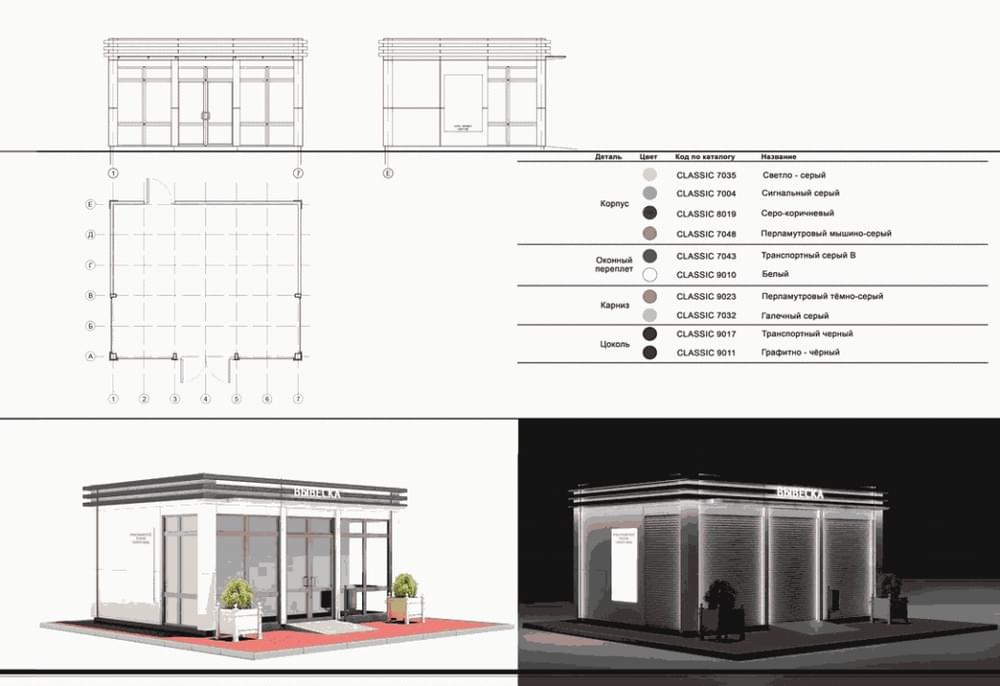 1
7
Е
Деталь Цвет Код по каталогу Название
CLASSIC 7035 Светло - серый
CLASSIC 7004 Сигнальный серый
Корпус
CLASSIC 8019 Серо-коричневый
CLASSIC 7048 Перламутровый мышино-серый
Оконный
переплет
CLASSIC 7043 Транспортный серый В
CLASSIC 9010 Белый
Карниз
CLASSIC 9023 Перламутровый тёмно-серый
CLASSIC 7032 Галечный серый
Цоколь
CLASSIC 9017 Транспортный черный
CLASSIC 9011 Графитно - чёрный
Е
Д
Г
В
Б
А
1 2 3 4 5 6 7
ВЫВЕСКА
ВЫВЕСКА